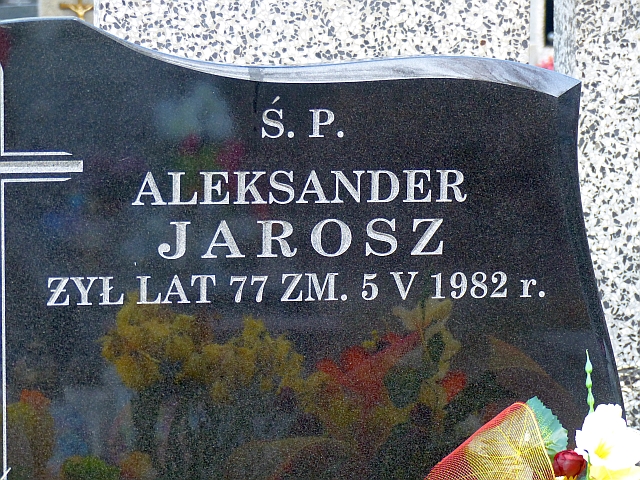 Ś. P.
ALEKSANDER
JAROSZ
ŻYŁ LAT 77 ZM. 5 V 1982 r.